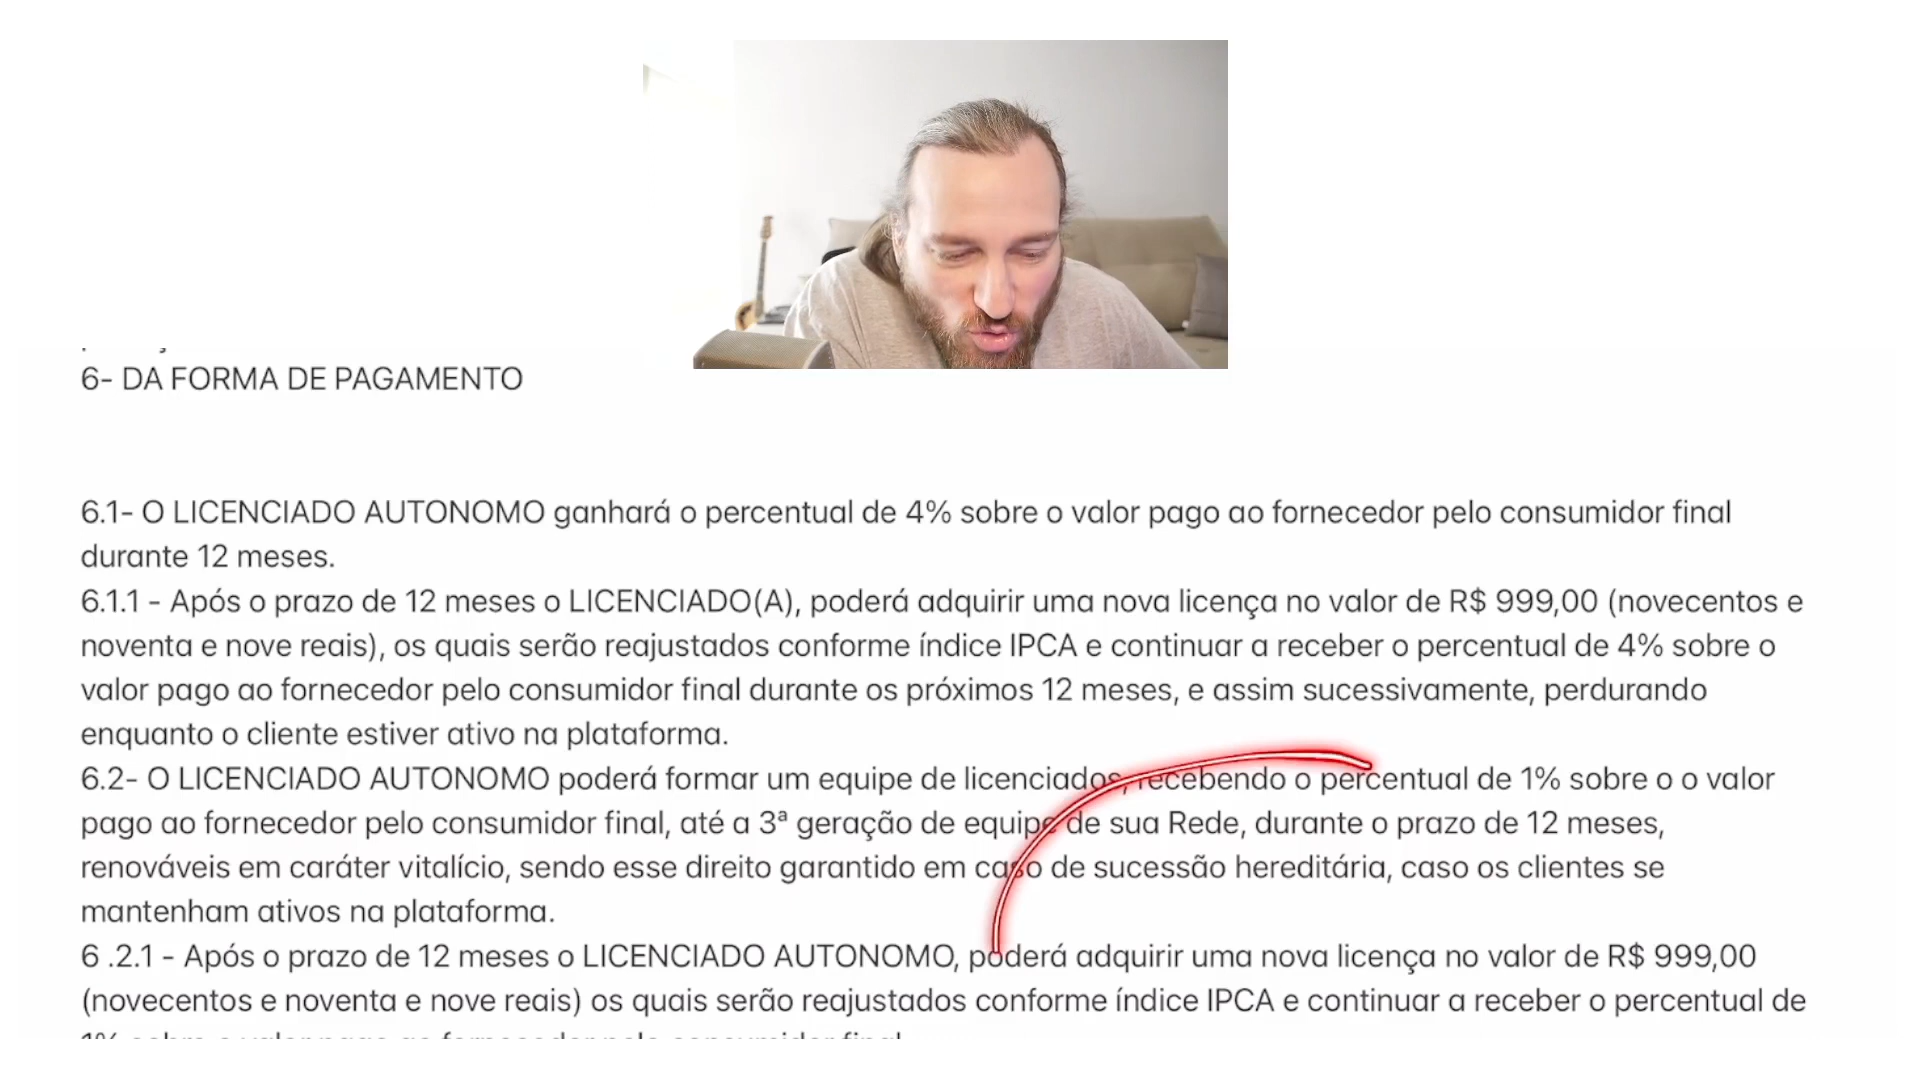 6- DA FORMA DE PAGAMENTO
6.1- O LICENCIADO AUTONOMO ganhará o percentual de 4% sobre o valor pago ao fornecedor pelo consumidor final
durante 12 meses.
6.1.1 - Após o prazo de 12 meses o LICENCIADO(A), poderá adquirir uma nova licença no valor de R$ 999,00 (novecentos e
noventa e nove reais), os quais serão reajustados conforme índice IPCA e continuar a receber o percentual de 4% sobre o
valor pago ao fornecedor pelo consumidor final durante os próximos 12 meses, e assim sucessivamente, perdurando
enquanto o cliente estiver ativo na plataforma.
6.2- O LICENCIADO AUTONOMO poderá formar um equipe de licenciados, recebendo o percentual de 1% sobre o o valor
pago ao fornecedor pelo consumidor final, até a 3ª geração de equipe de sua Rede, durante o prazo de 12 meses,
renováveis em caráter vitalício, sendo esse direito garantido em caso de sucessão hereditária, caso os clientes se
mantenham ativos na plataforma.
6 .2.1 - Após o prazo de 12 meses o LICENCIADO AUTONOMO, poderá adquirir uma nova licença no valor de R$ 999,00
(novecentos e noventa e nove reais) os quais serão reajustados conforme índice IPCA e continuar a receber o percentual de
1% sobre o valor pago ao fornecedor pelo consumidor final